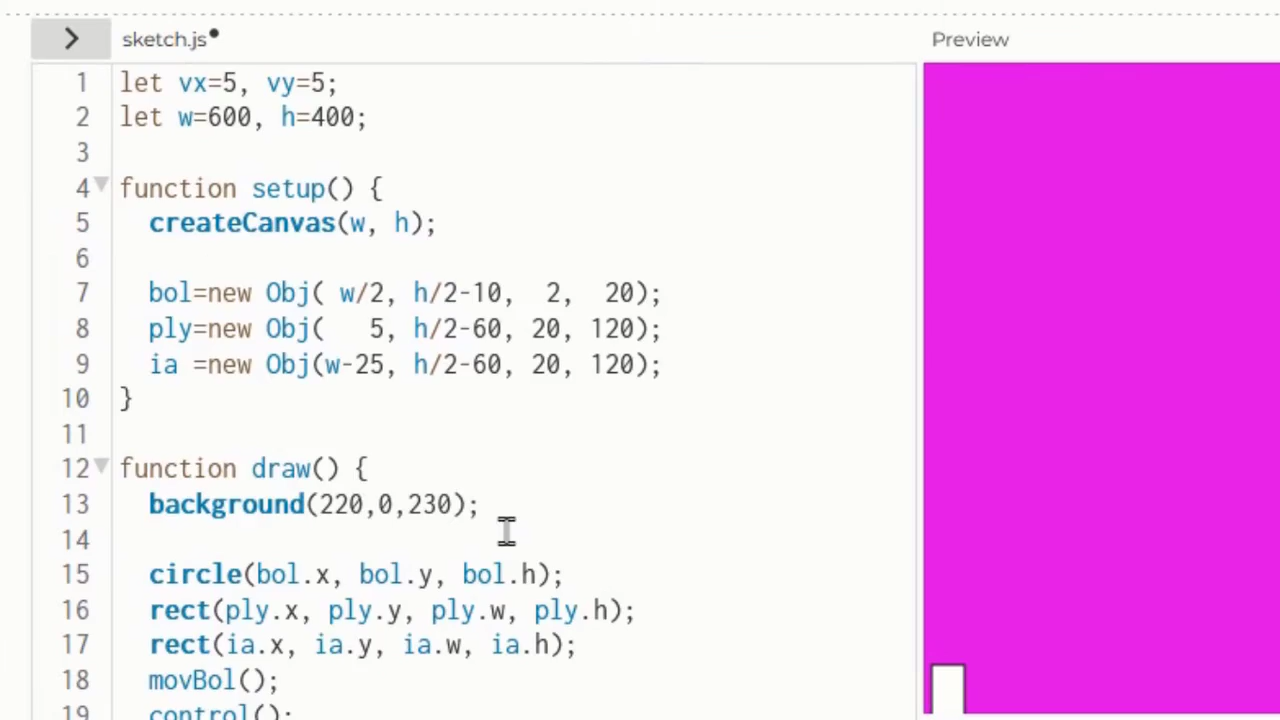 sketch.js
Preview
1 let vx=5, vy=5;
2 let w=600, h=400;
3
4 function setup() {
5 createCanvas(w, h);
6
7 bol=new Obj( w/2, h/2-10,  2,  20);
8 ply=new Obj(   5, h/2-60, 20, 120);
9 ia =new Obj(w-25, h/2-60, 20, 120);
10 }
11
12 function draw() {
13 background(220,0,230);
14
15 circle(bol.x, bol.y, bol.h);
16 rect(ply.x, ply.y, ply.w, ply.h);
17 rect(ia.x, ia.y, ia.w, ia.h);
18 movBol();
19 control();